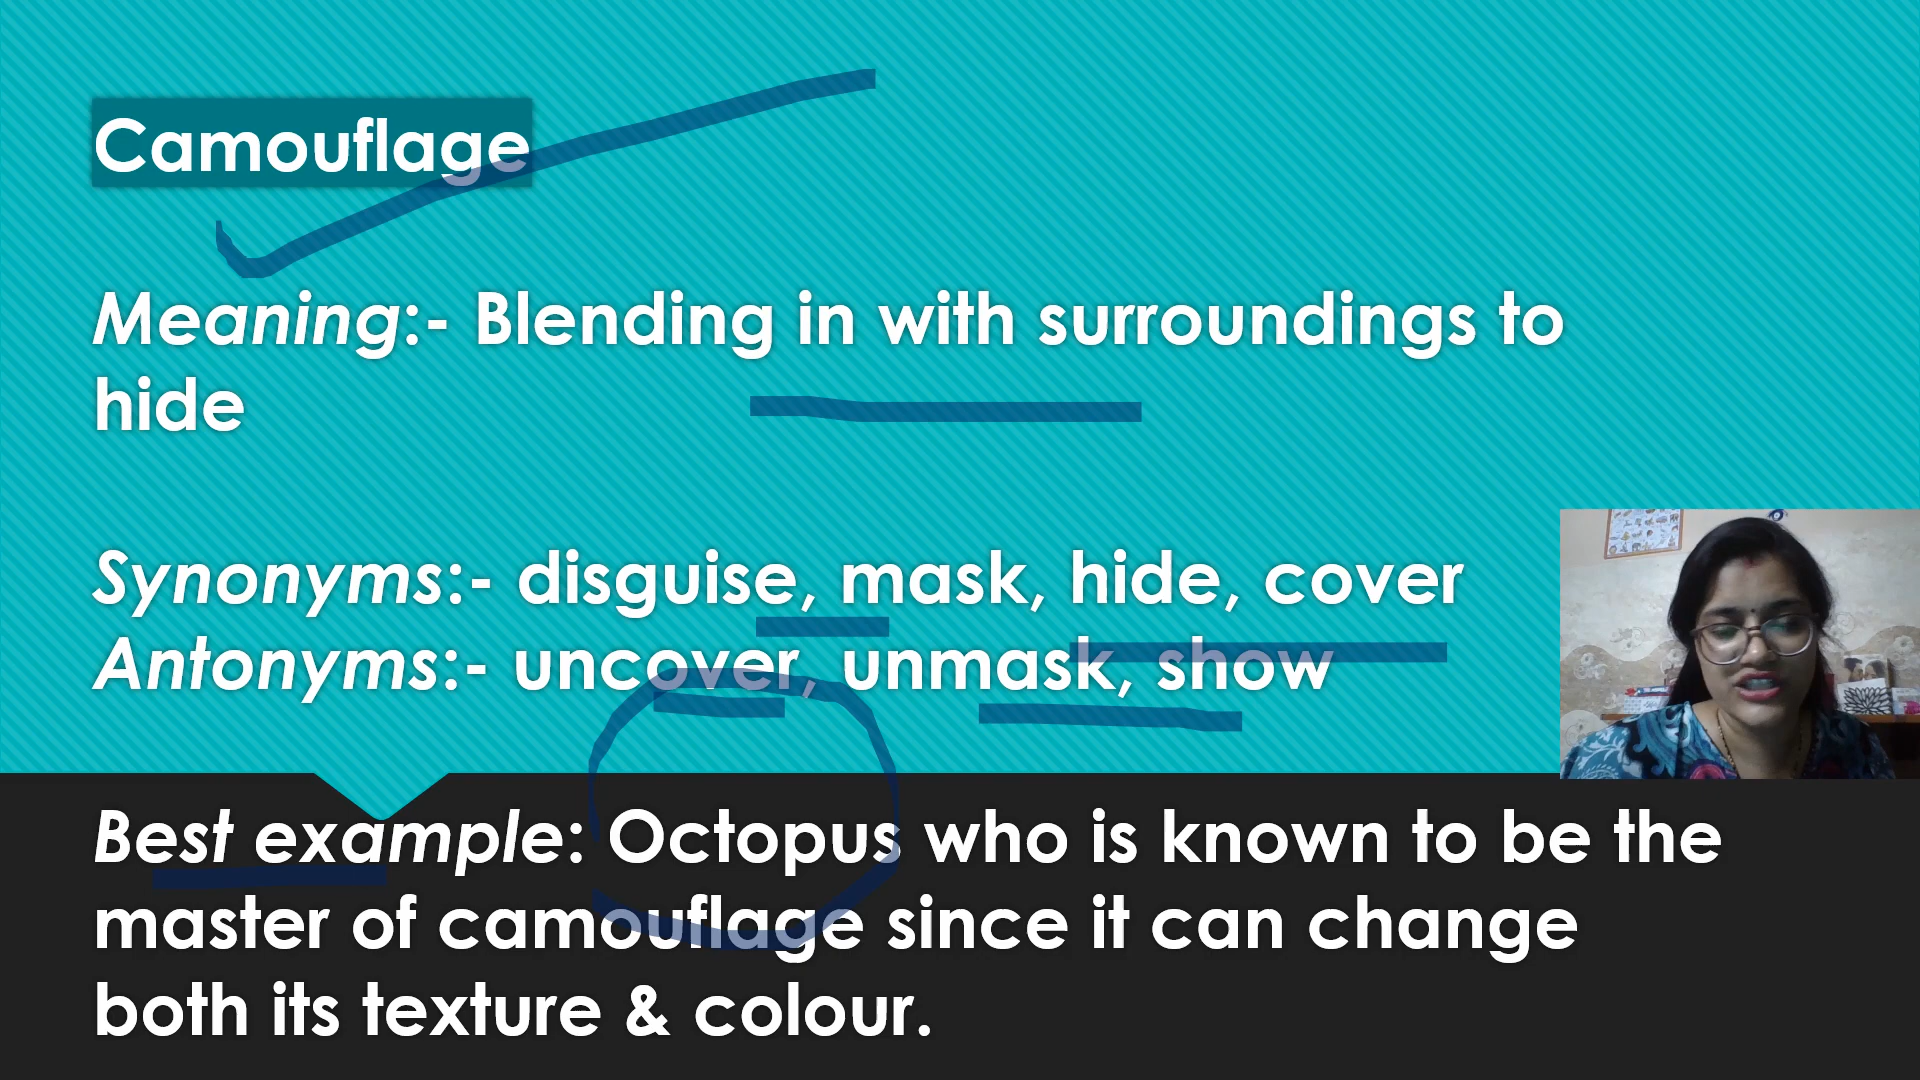 Camouflage
Meaning:- Blending in with surroundings to
hide
Synonyms:- disguise, mask, hide, cover
Antonyms:- uncover, unmask, show
Best example: Octopus who is known to be the
master of camouflage since it can change
both its texture & colour.